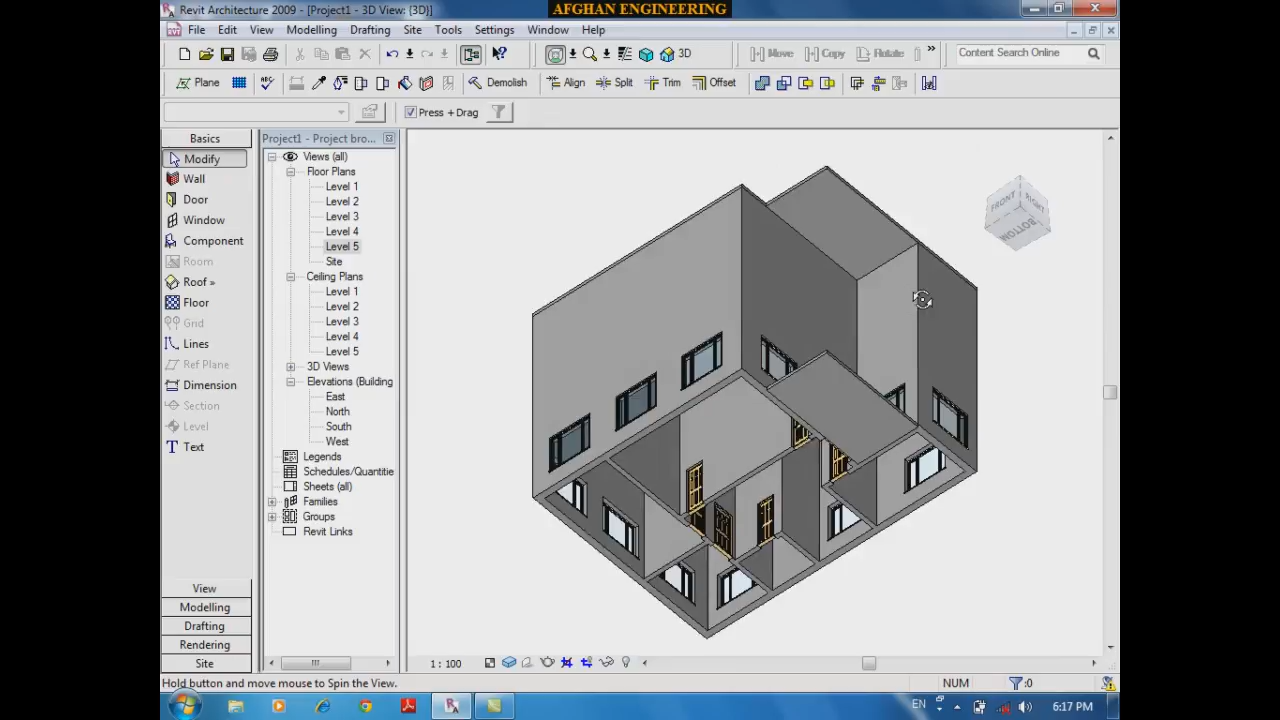 Revit Architecture 2009 - [Project1 - 3D View: {3D}]
AFGHAN ENGINEERING
File Edit View Modelling Drafting Site Tools Settings Window Help
3D
Move Copy Rotate »
Content Search Online
Plane
Demolish
Align Split Trim Offset
Press + Drag
Basics
Modify
Wall
Door
Window
Component
Room
Roof »
Floor
Grid
Lines
Ref Plane
Dimension
Section
Level
Text
View
Modelling
Drafting
Rendering
Site
Project1 - Project bro...
Views (all)
Floor Plans
Level 1
Level 2
Level 3
Level 4
Level 5
Site
Ceiling Plans
Level 1
Level 2
Level 3
Level 4
Level 5
3D Views
Elevations (Building
East
North
South
West
Legends
Schedules/Quantitie
Sheets (all)
Families
Groups
Revit Links
FRONT
RIGHT
BOTTOM
1 : 100
Hold button and move mouse to Spin the View.
NUM
:0
EN
6:17 PM